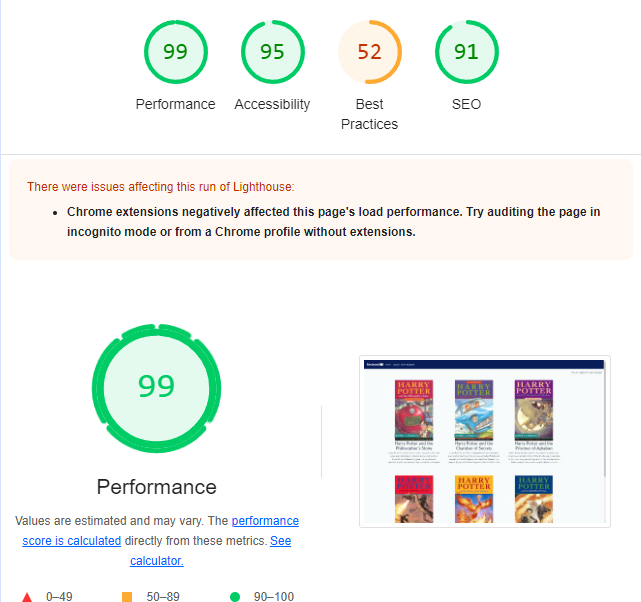 99
95
52
91
Performance
Accessibility
Best
Practices
SEO
There were issues affecting this run of Lighthouse:
• Chrome extensions negatively affected this page's load performance. Try auditing the page in
incognito mode or from a Chrome profile without extensions.
99
Performance
Values are estimated and may vary. The performance
score is calculated directly from these metrics. See
calculator.
0–49
50–89
90–100
HARRY
POTTER
HARRY
POTTER
HARRY
POTTER
Harry Potter and the
Philosopher's Stone
Harry Potter and the
Chamber of Secrets
Harry Potter and the
Prisoner of Azkaban
HARRY
POTTER
HARRY
POTTER
HARRY
POTTER